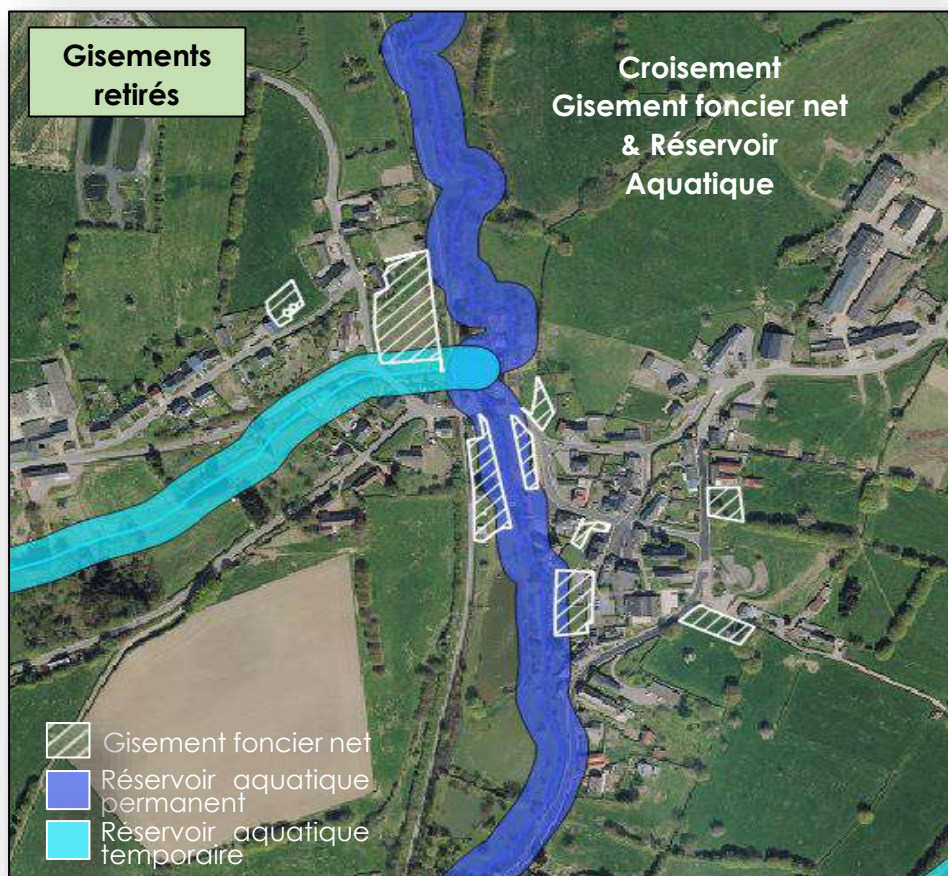 Gisements
retirés
Croisement
Gisement foncier net
& Réservoir
Aquatique
Gisement foncier net
Réservoir aquatique
permanent
Réservoir aquatique
temporaire